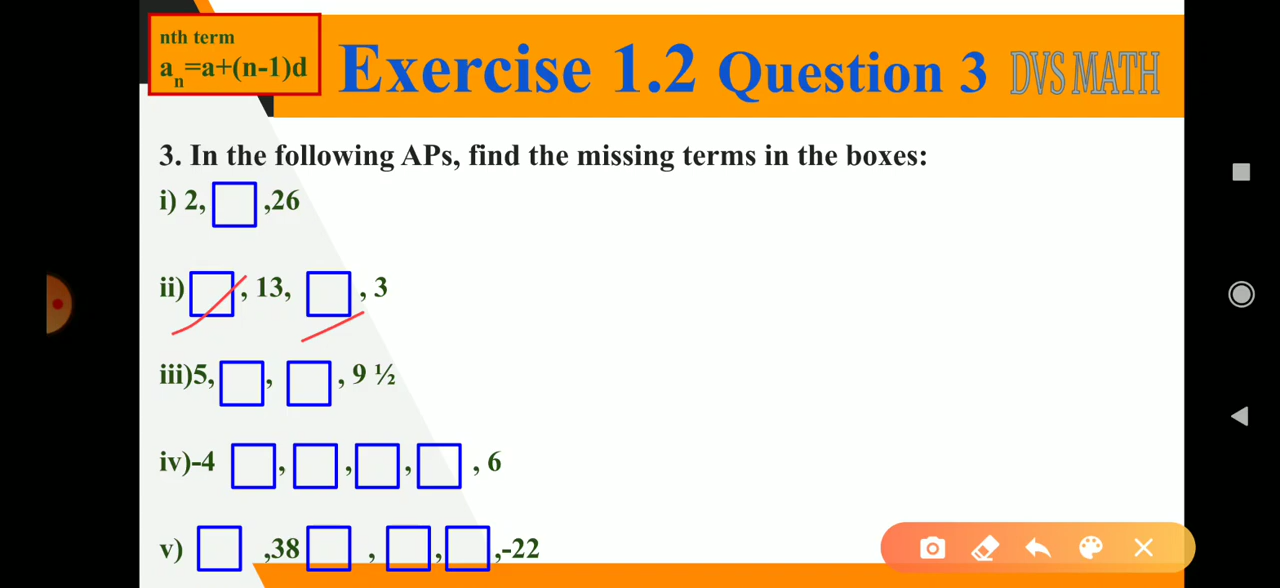 nth term
an=a+(n-1)d
Exercise 1.2 Question 3 DVS MATH
3. In the following APs, find the missing terms in the boxes:
i) 2, ,26
ii) , 13, , 3
iii)5, , , 9 ½
iv)-4 , , , , 6
v) ,38 , , ,-22